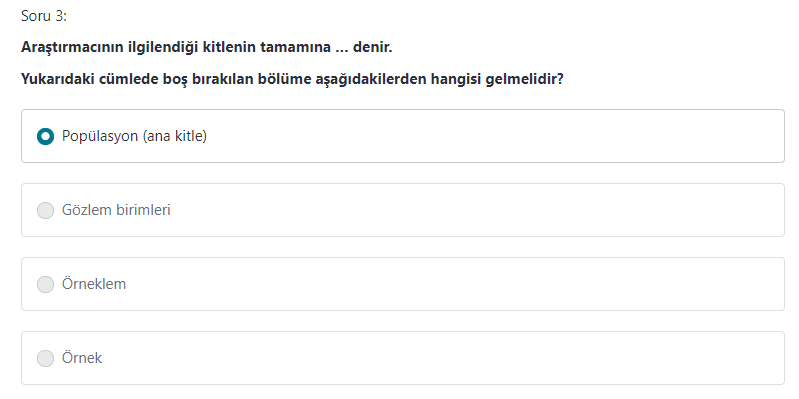 Soru 3:
Araştırmacının ilgilendiği kitlenin tamamına ... denir.
Yukarıdaki cümlede boş bırakılan bölüme aşağıdakilerden hangisi gelmelidir?
Popülasyon (ana kitle)
Gözlem birimleri
Örneklem
Örnek